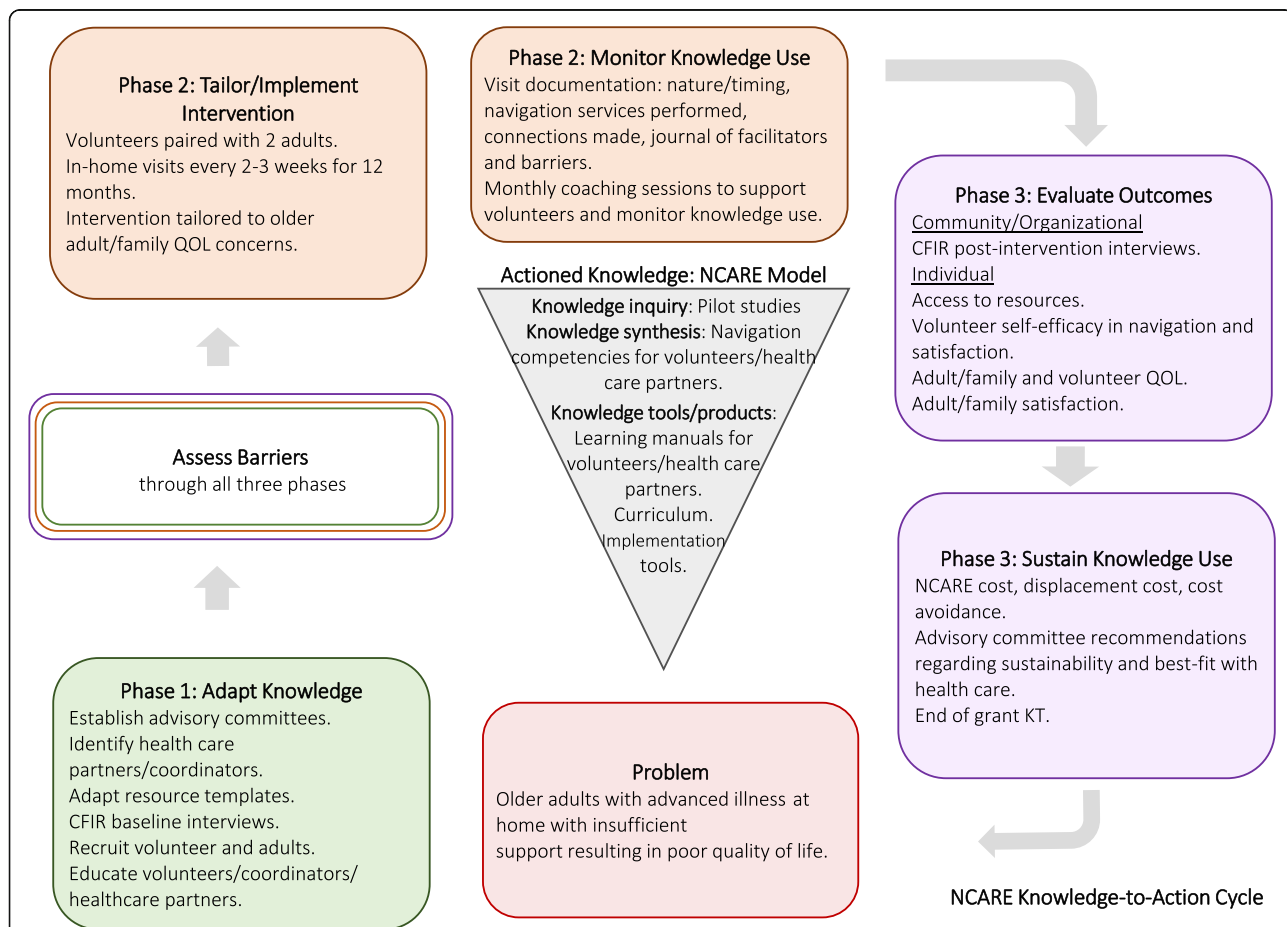 Phase 2: Tailor/Implement
Intervention
Volunteers paired with 2 adults.
In-home visits every 2-3 weeks for 12
months.
Intervention tailored to older
adult/family QOL concerns.
Phase 2: Monitor Knowledge Use
Visit documentation: nature/timing,
navigation services performed,
connections made, journal of facilitators
and barriers.
Monthly coaching sessions to support
volunteers and monitor knowledge use.
Phase 3: Evaluate Outcomes
Community/Organizational
CFIR post-intervention interviews.
Individual
Access to resources.
Volunteer self-efficacy in navigation and
satisfaction.
Adult/family and volunteer QOL.
Adult/family satisfaction.
Actioned Knowledge: NCARE Model
Knowledge inquiry: Pilot studies
Knowledge synthesis: Navigation
competencies for volunteers/health
care partners.
Knowledge tools/products:
Learning manuals for
volunteers/health care
partners.
Curriculum.
Implementation
tools.
Assess Barriers
through all three phases
Phase 3: Sustain Knowledge Use
NCARE cost, displacement cost, cost
avoidance.
Advisory committee recommendations
regarding sustainability and best-fit with
health care.
End of grant KT.
Phase 1: Adapt Knowledge
Establish advisory committees.
Identify health care
partners/coordinators.
Adapt resource templates.
CFIR baseline interviews.
Recruit volunteer and adults.
Educate volunteers/coordinators/
healthcare partners.
Problem
Older adults with advanced illness at
home with insufficient
support resulting in poor quality of life.
NCARE Knowledge-to-Action Cycle